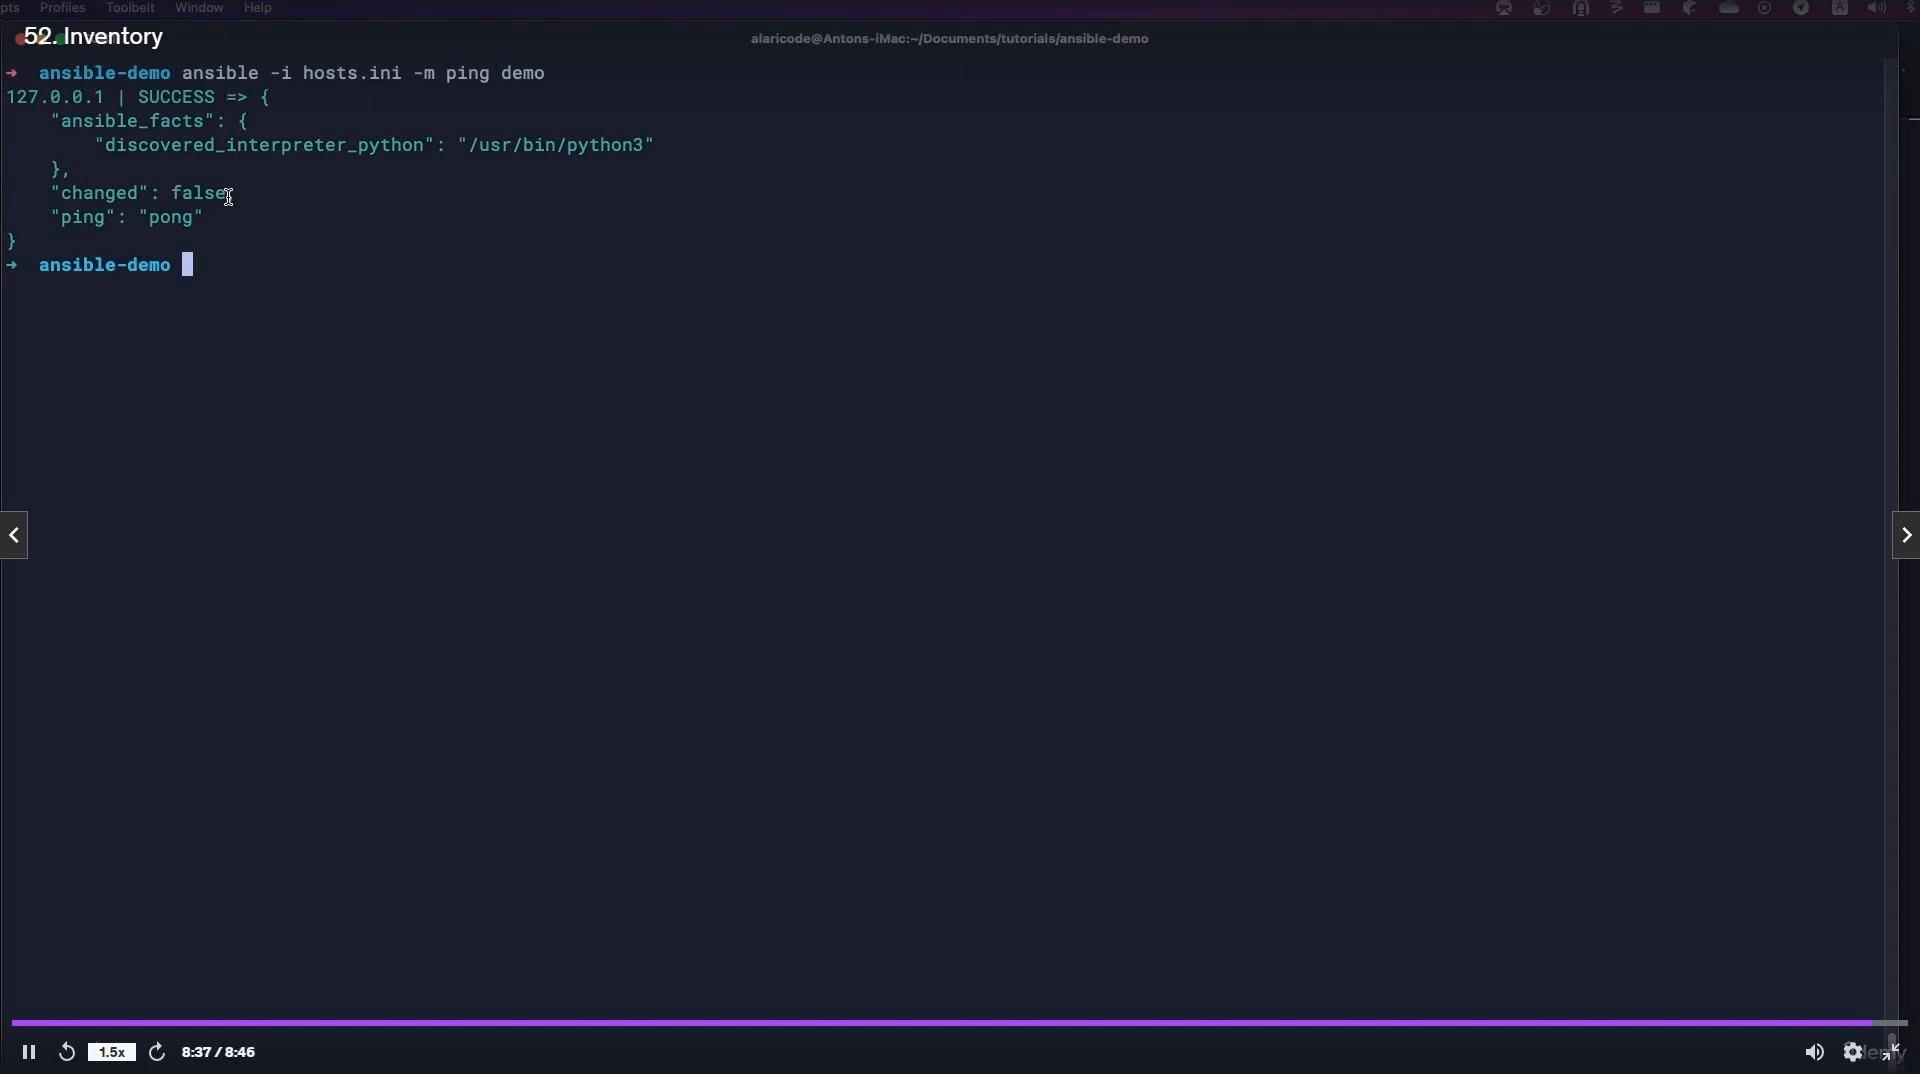 pts Profiles Toolbelt Window Help
52. Inventory
alaricode@Antons-iMac:~/Documents/tutorials/ansible-demo
➜ ansible-demo ansible -i hosts.ini -m ping demo
127.0.0.1 | SUCCESS => {
"ansible_facts": {
"discovered_interpreter_python": "/usr/bin/python3"
},
"changed": false
"ping": "pong"
}
➜ ansible-demo
1.5x 8:37 / 8:46